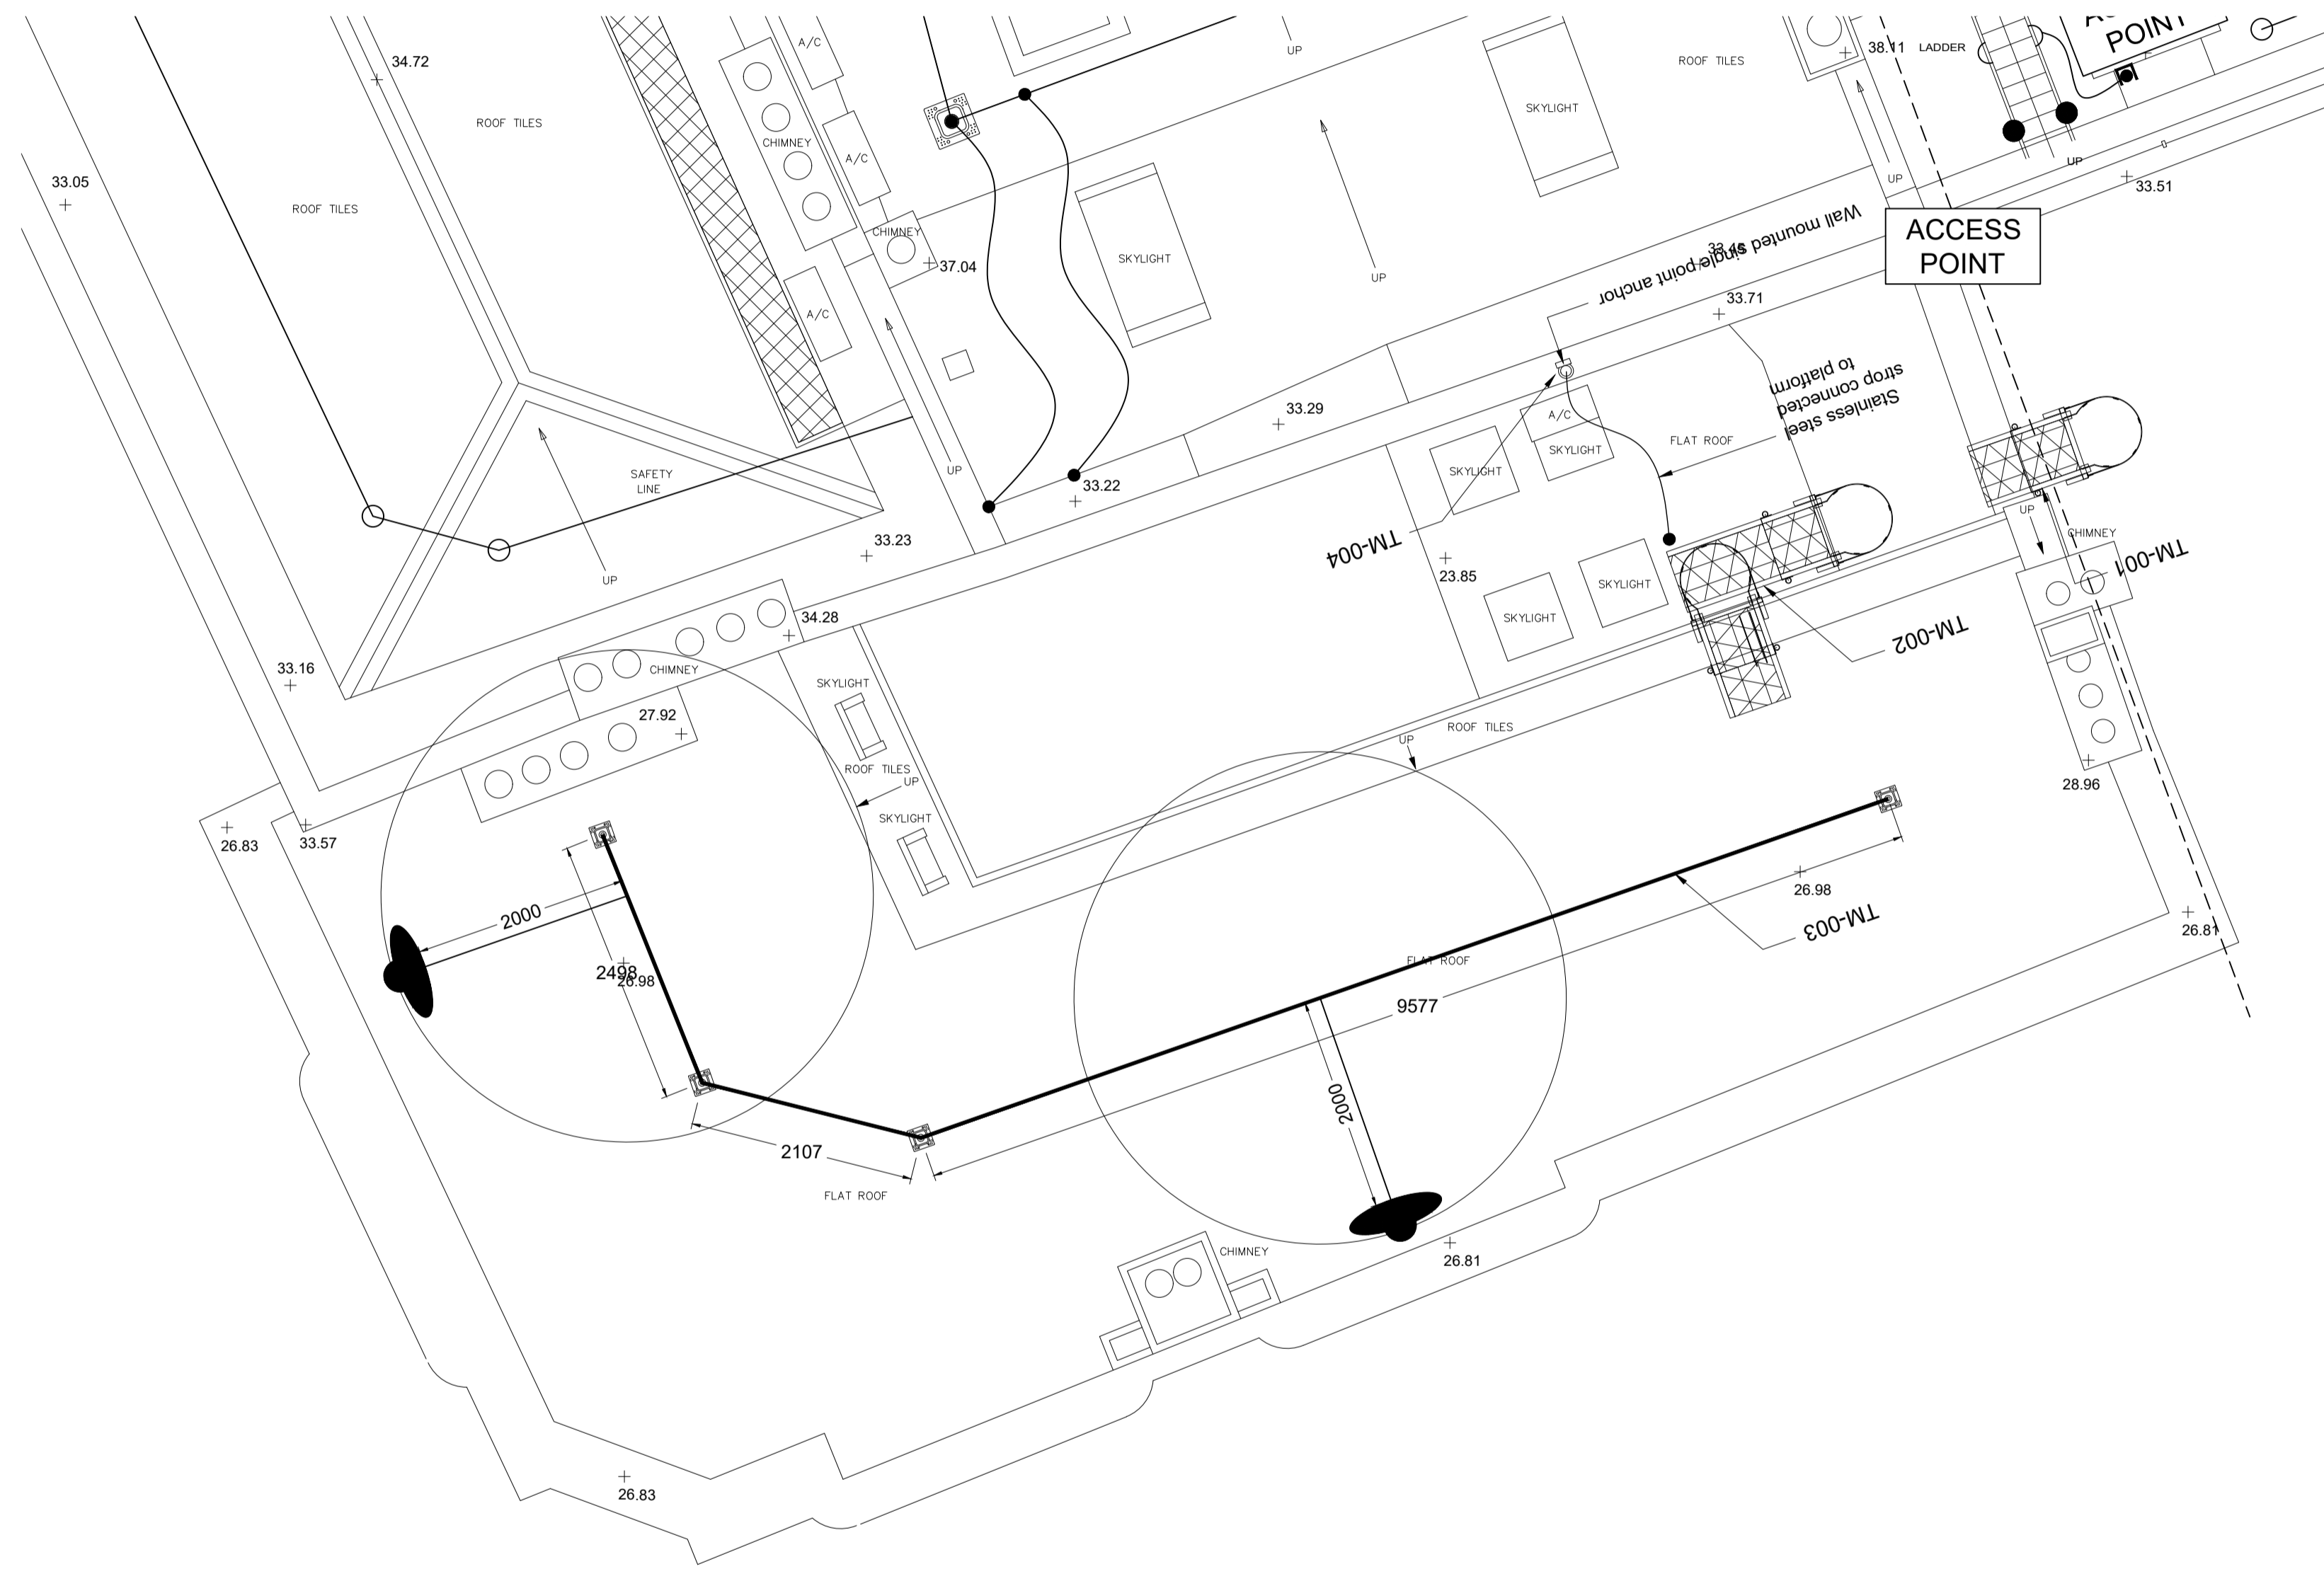 A/C
UP
ROOF TILES
38.11
LADDER
POINT
34.72
ROOF TILES
CHIMNEY
A/C
SKYLIGHT
UP
UP
33.05
ROOF TILES
CHIMNEY
37.04
SKYLIGHT
UP
Wall mounted single point anchor
33.51
ACCESS
POINT
33.71
A/C
33.29
A/C
SKYLIGHT
SKYLIGHT
FLAT ROOF
Stainless steel
strop connected
to platform
SAFETY
LINE
UP
33.22
33.23
UP
TM-004
23.85
SKYLIGHT
SKYLIGHT
UP
CHIMNEY
TM-001
34.28
TM-002
33.16
CHIMNEY
SKYLIGHT
27.92
ROOF TILES
UP
ROOF TILES
UP
28.96
SKYLIGHT
26.83
33.57
26.98
2000
TM-003
26.81
2498
26.98
FLAT ROOF
9577
2000
2107
FLAT ROOF
CHIMNEY
26.81
26.83